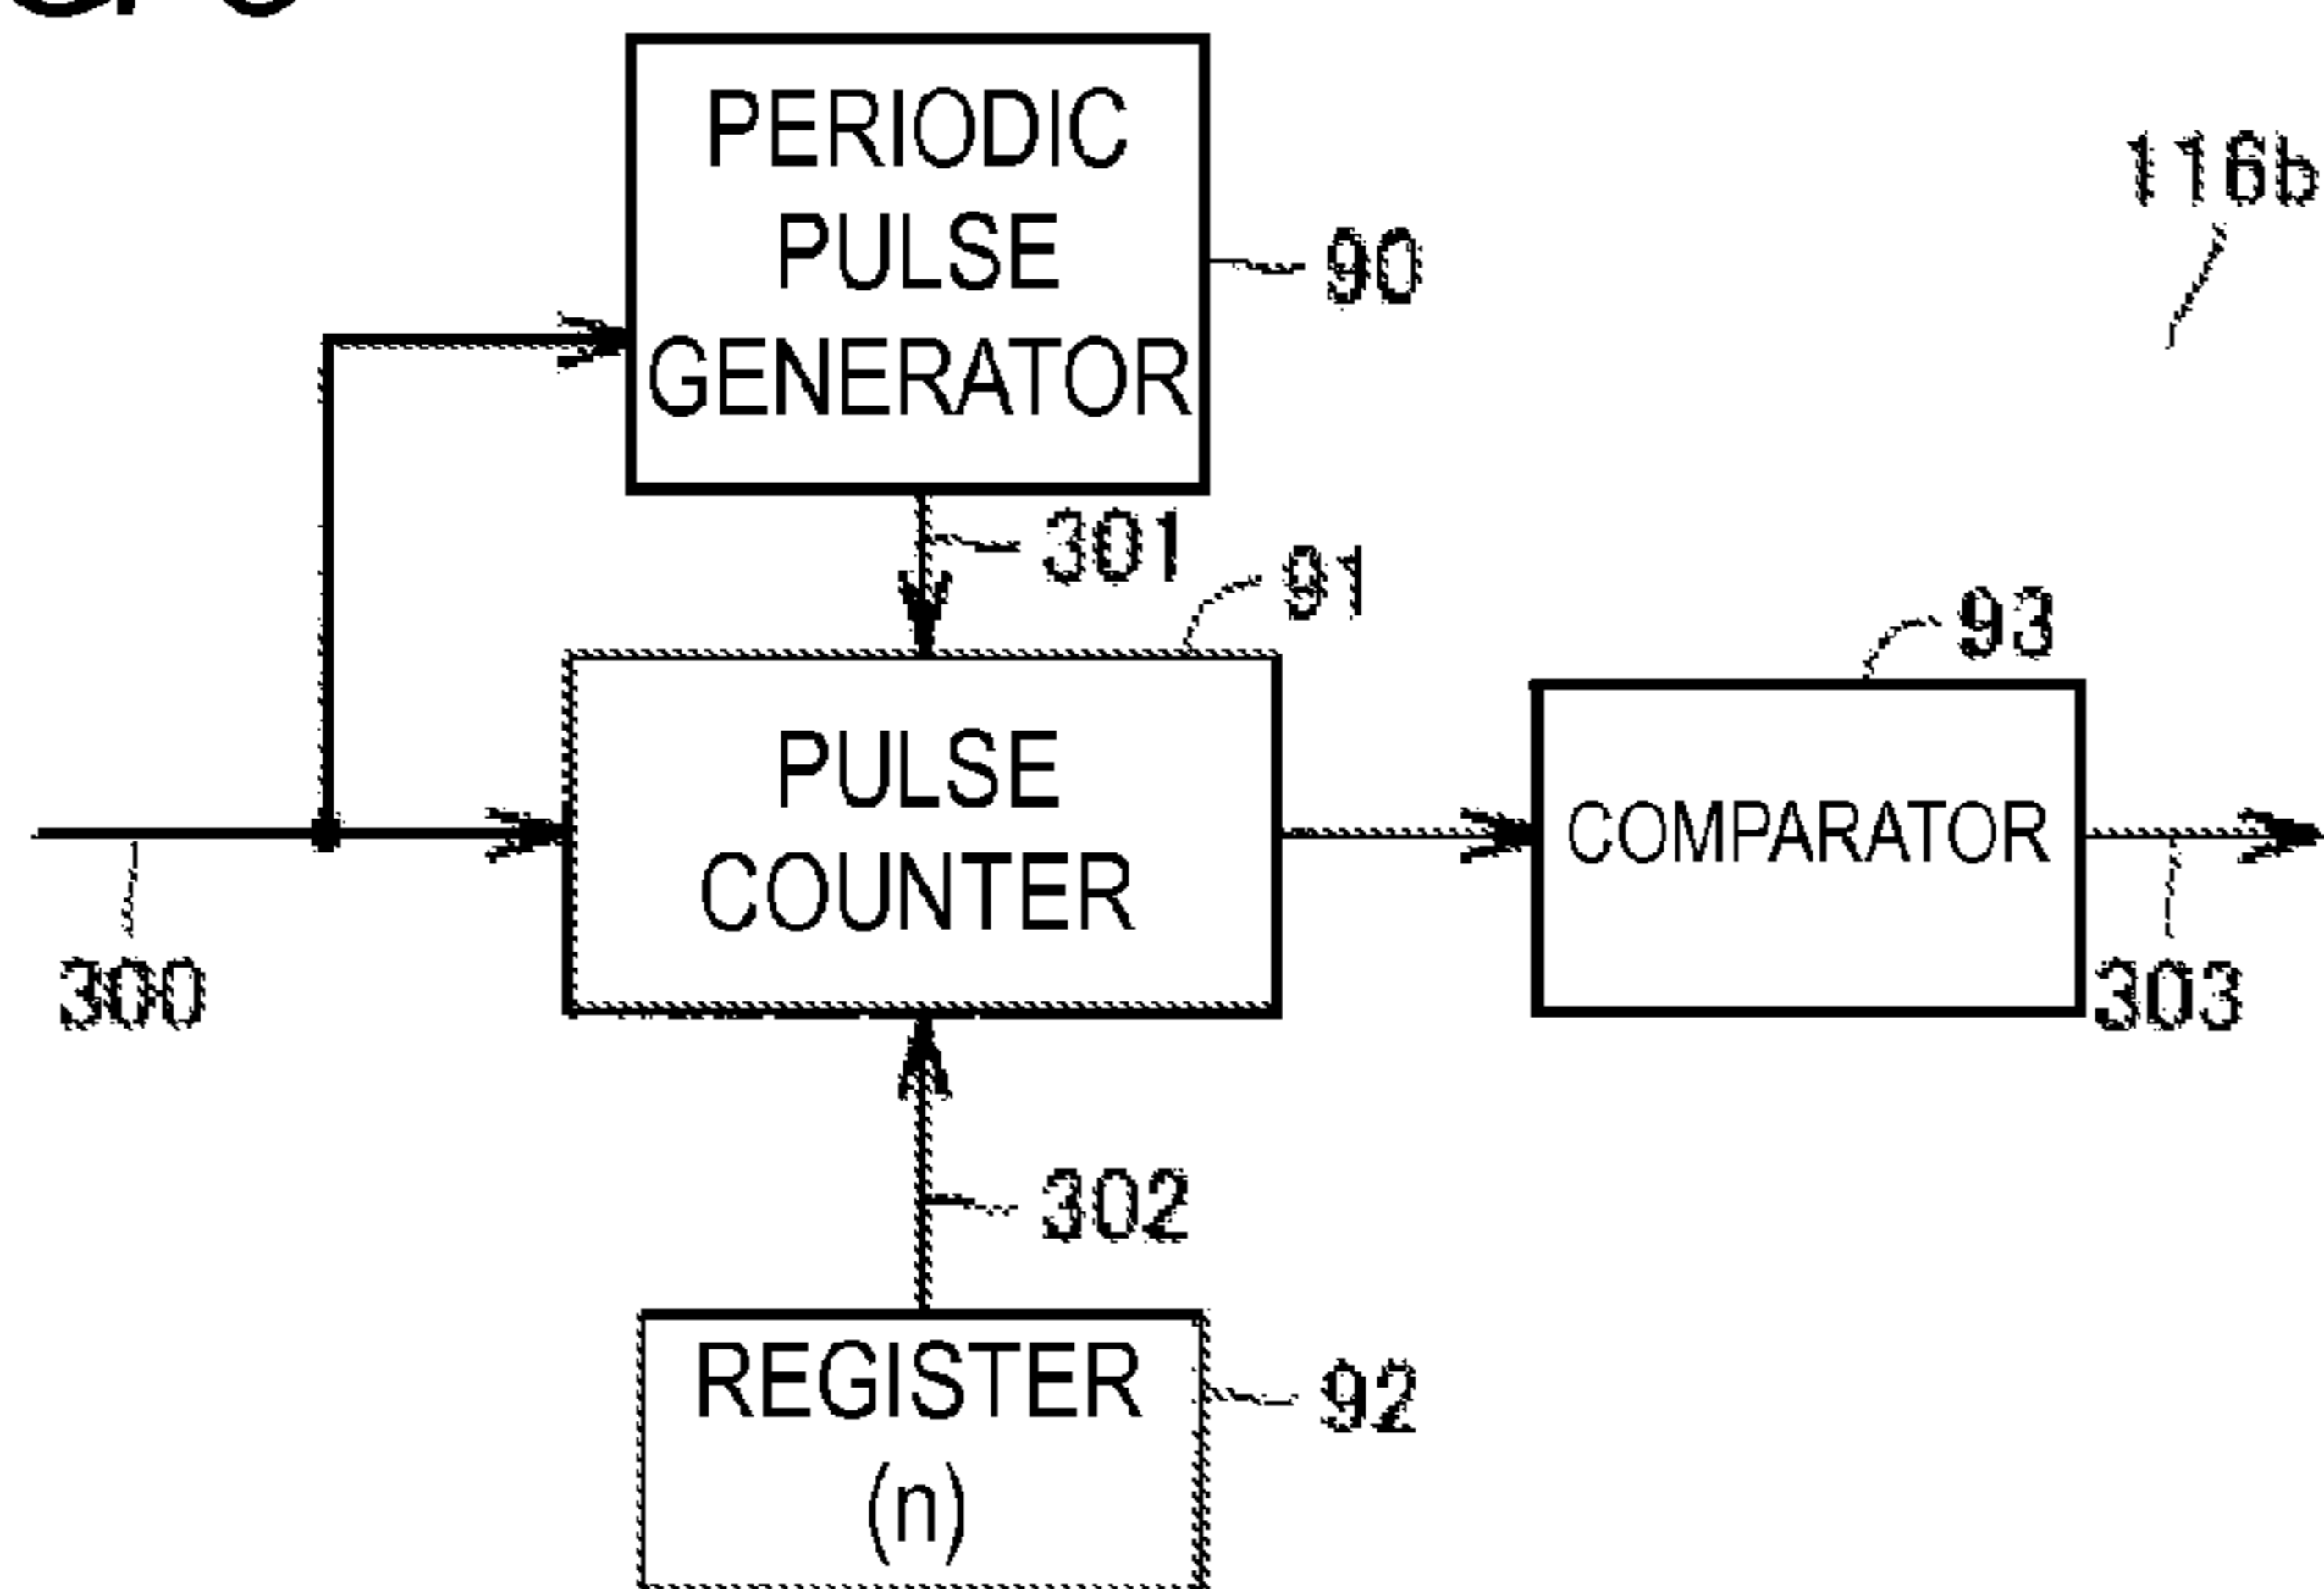 PERIODIC
PULSE
GENERATOR
90
116b
301
91
93
PULSE
COUNTER
COMPARATOR
300
303
302
REGISTER
(n)
92